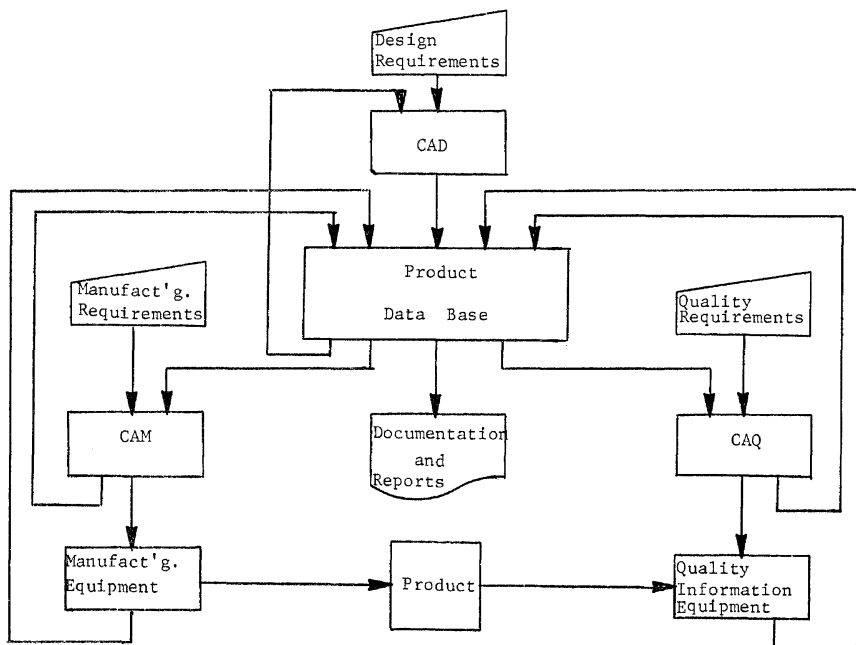 Design
Requirements
CAD
Product
Data Base
Manufact'g.
Requirements
Quality
Requirements
CAM
Documentation
and
Reports
CAQ
Manufact'g.
Equipment
Product
Quality
Information
Equipment